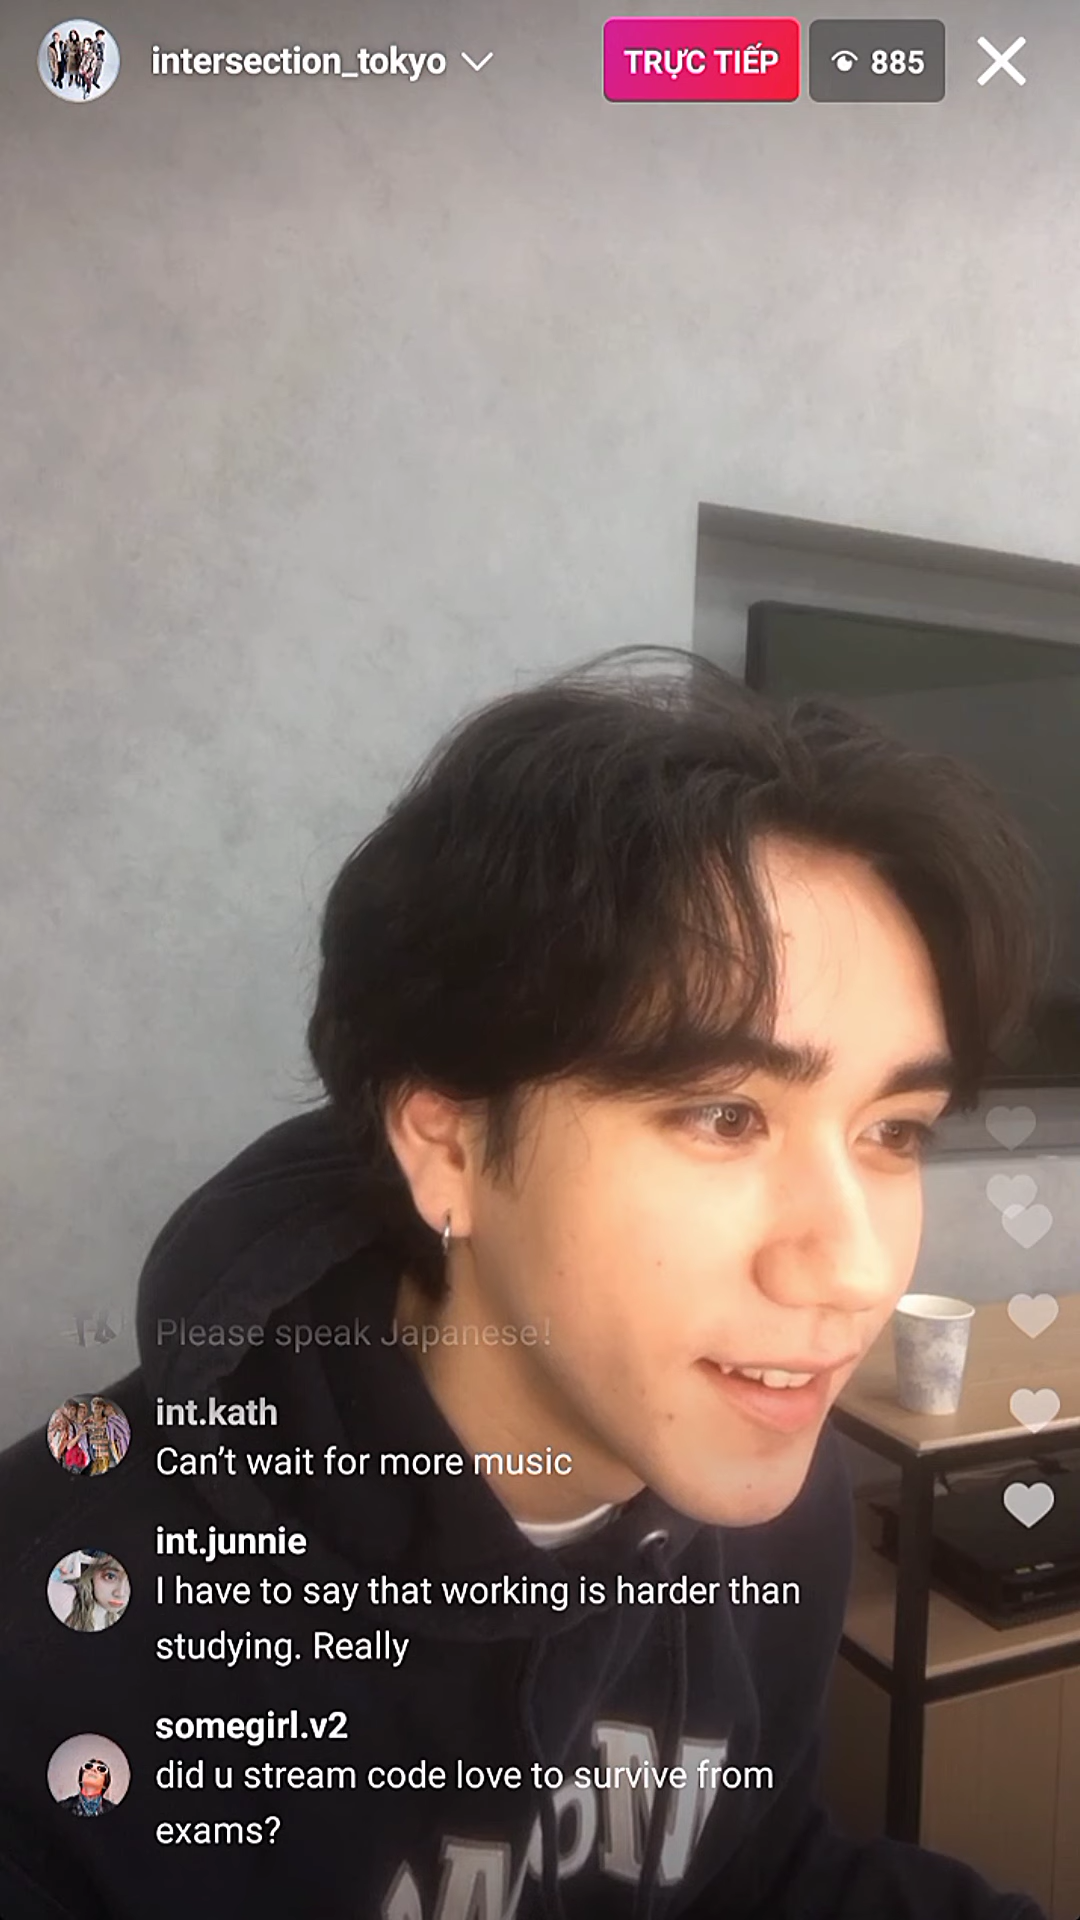 intersection_tokyo
TRỰC TIẾP
885
Please speak Japanese!
int.kath
Can't wait for more music
int.junnie
I have to say that working is harder than
studying. Really
somegirl.v2
did u stream code love to survive from
exams?